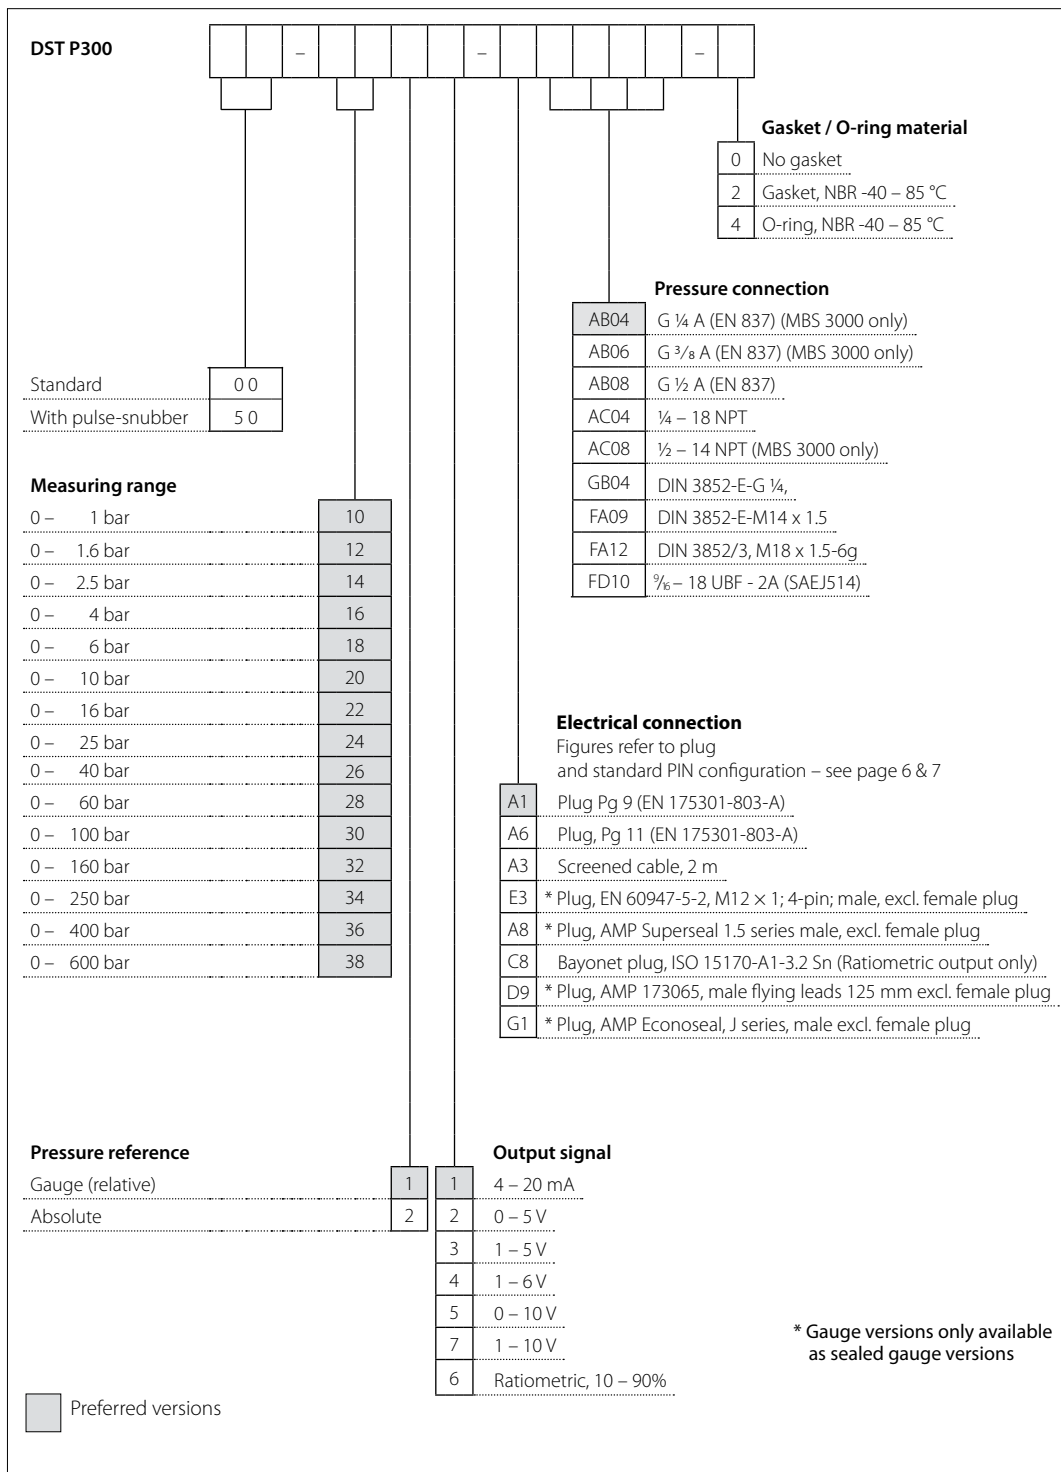 DST P300
– – –
Gasket / O-ring material
0 No gasket
2 Gasket, NBR -40 – 85 °C
4 O-ring, NBR -40 – 85 °C
Pressure connection
AB04 G ¼ A (EN 837) (MBS 3000 only)
AB06 G ³⁄₈ A (EN 837) (MBS 3000 only)
AB08 G ½ A (EN 837)
AC04 ¼ – 18 NPT
AC08 ½ – 14 NPT (MBS 3000 only)
GB04 DIN 3852-E-G ¼,
FA09 DIN 3852-E-M14 x 1.5
FA12 DIN 3852/3, M18 x 1.5-6g
FD10 ⁹⁄₁₆ – 18 UBF - 2A (SAEJ514)
Standard 0 0
With pulse-snubber 5 0
Measuring range
0 – 1 bar 10
0 – 1.6 bar 12
0 – 2.5 bar 14
0 – 4 bar 16
0 – 6 bar 18
0 – 10 bar 20
0 – 16 bar 22
0 – 25 bar 24
0 – 40 bar 26
0 – 60 bar 28
0 – 100 bar 30
0 – 160 bar 32
0 – 250 bar 34
0 – 400 bar 36
0 – 600 bar 38
Electrical connection
Figures refer to plug
and standard PIN configuration – see page 6 & 7
A1 Plug Pg 9 (EN 175301-803-A)
A6 Plug, Pg 11 (EN 175301-803-A)
A3 Screened cable, 2 m
E3 * Plug, EN 60947-5-2, M12 × 1; 4-pin; male, excl. female plug
A8 * Plug, AMP Superseal 1.5 series male, excl. female plug
C8 Bayonet plug, ISO 15170-A1-3.2 Sn (Ratiometric output only)
D9 * Plug, AMP 173065, male flying leads 125 mm excl. female plug
G1 * Plug, AMP Econoseal, J series, male excl. female plug
Pressure reference
Gauge (relative) 1
Absolute 2
Output signal
1 4 – 20 mA
2 0 – 5 V
3 1 – 5 V
4 1 – 6 V
5 0 – 10 V
7 1 – 10 V
6 Ratiometric, 10 – 90%
* Gauge versions only available
as sealed gauge versions
Preferred versions